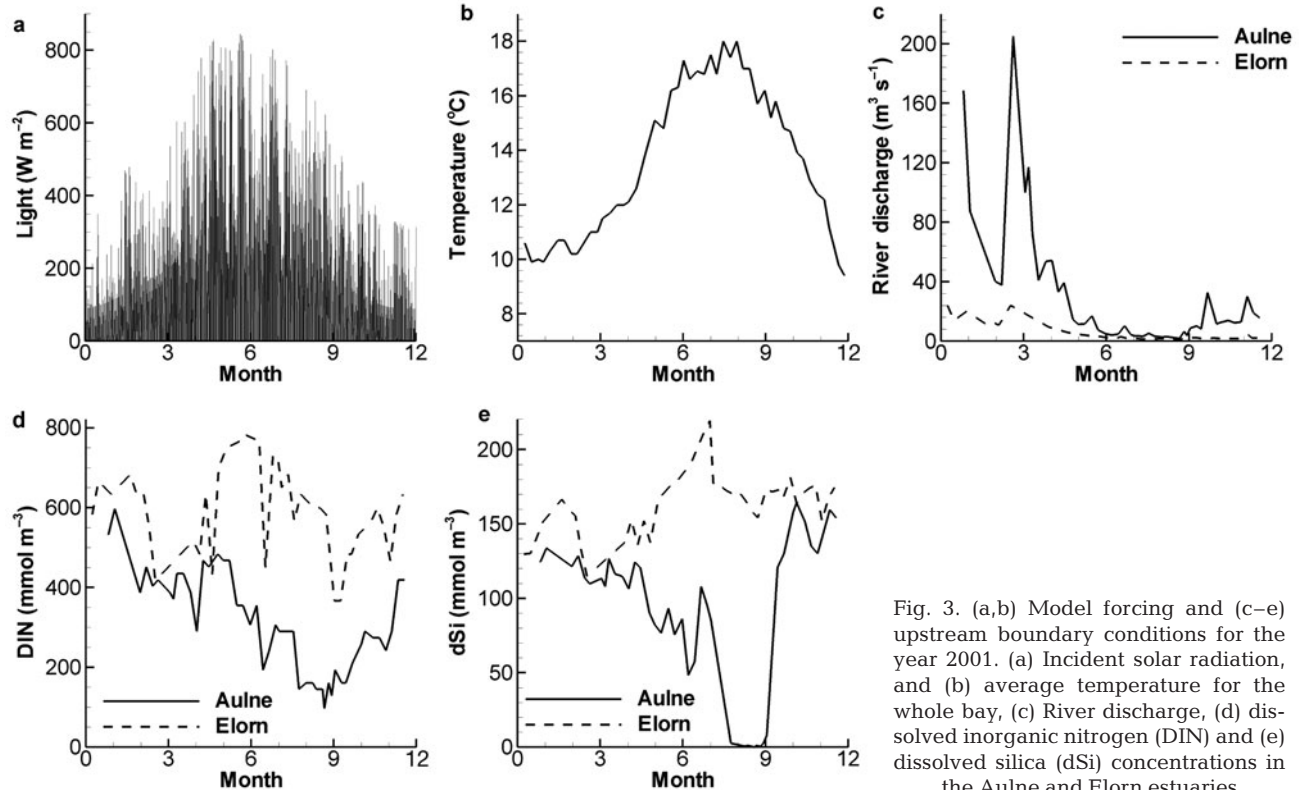 a
Light (W m⁻²)
800
600
400
200
0
0 3 6 9 12
Month
b
Temperature (°C)
18
16
14
12
10
8
0 3 6 9 12
Month
c
River discharge (m³ s⁻¹)
200
160
120
80
40
0
0 3 6 9 12
Month
Aulne
Elorn
d
DIN (mmol m⁻³)
800
600
400
200
0
0 3 6 9 12
Month
Aulne
Elorn
e
dSi (mmol m⁻³)
200
150
100
50
0
0 3 6 9 12
Month
Aulne
Elorn
Fig. 3. (a,b) Model forcing and (c–e)
upstream boundary conditions for the
year 2001. (a) Incident solar radiation,
and (b) average temperature for the
whole bay, (c) River discharge, (d) dis-
solved inorganic nitrogen (DIN) and (e)
dissolved silica (dSi) concentrations in
the Aulne and Elorn estuaries